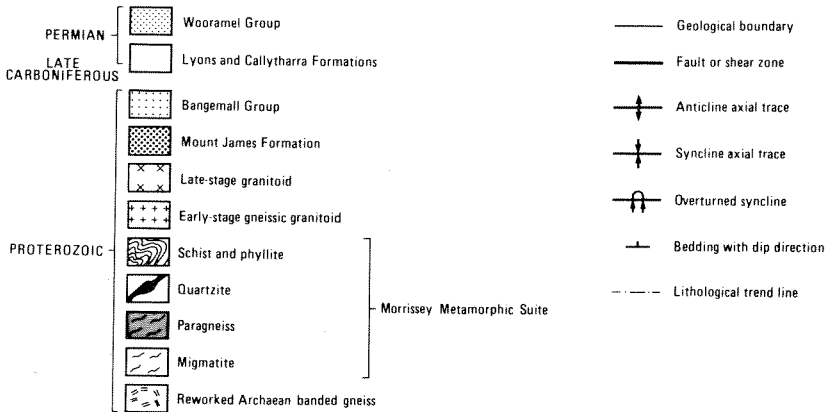 PERMIAN
Wooramel Group
LATE
CARBONIFEROUS
Lyons and Callytharra Formations
PROTEROZOIC
Bangemall Group
Mount James Formation
Late-stage granitoid
Early-stage gneissic granitoid
Schist and phyllite
Quartzite
Paragneiss
Migmatite
Morrissey Metamorphic Suite
Reworked Archaean banded gneiss
Geological boundary
Fault or shear zone
Anticline axial trace
Syncline axial trace
Overturned syncline
Bedding with dip direction
Lithological trend line